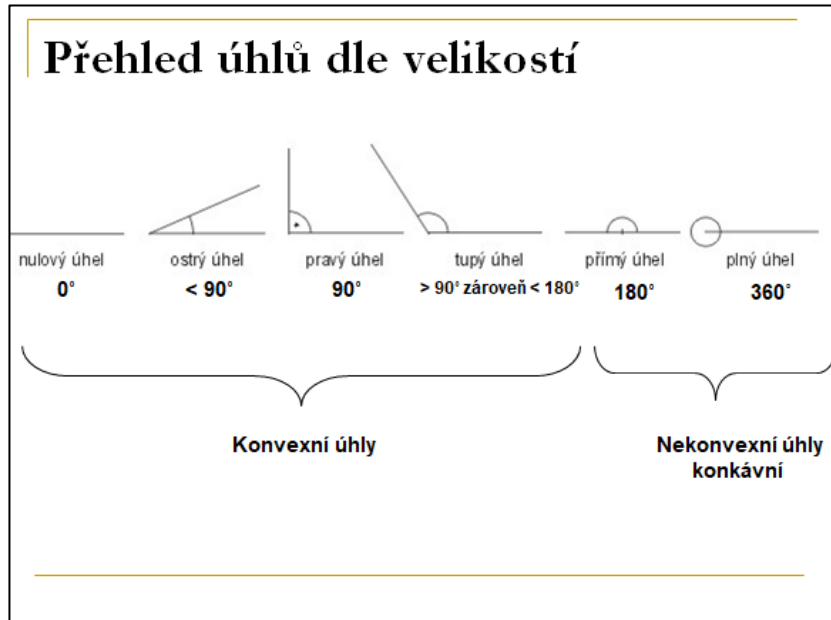 Přehled úhlů dle velikostí
nulový úhel ostrý úhel pravý úhel tupý úhel přímý úhel plný úhel
0° < 90° 90° > 90° zároveň < 180° 180° 360°
Konvexní úhly Nekonvexní úhly
konkávní